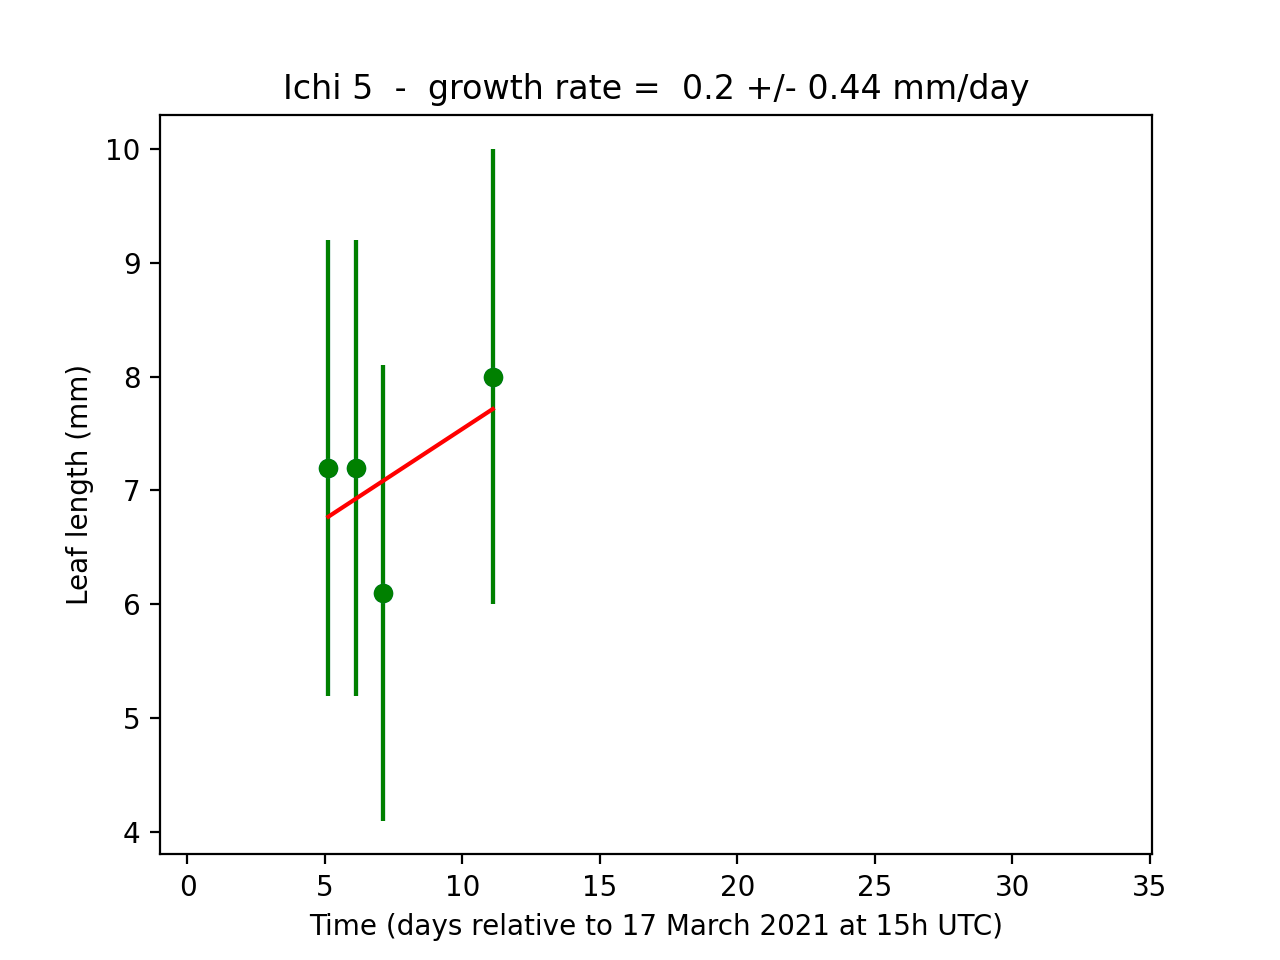 Ichi 5  -  growth rate =  0.2 +/- 0.44 mm/day
10
9
8
7
6
5
4
Leaf length (mm)
0 5 10 15 20 25 30 35
Time (days relative to 17 March 2021 at 15h UTC)